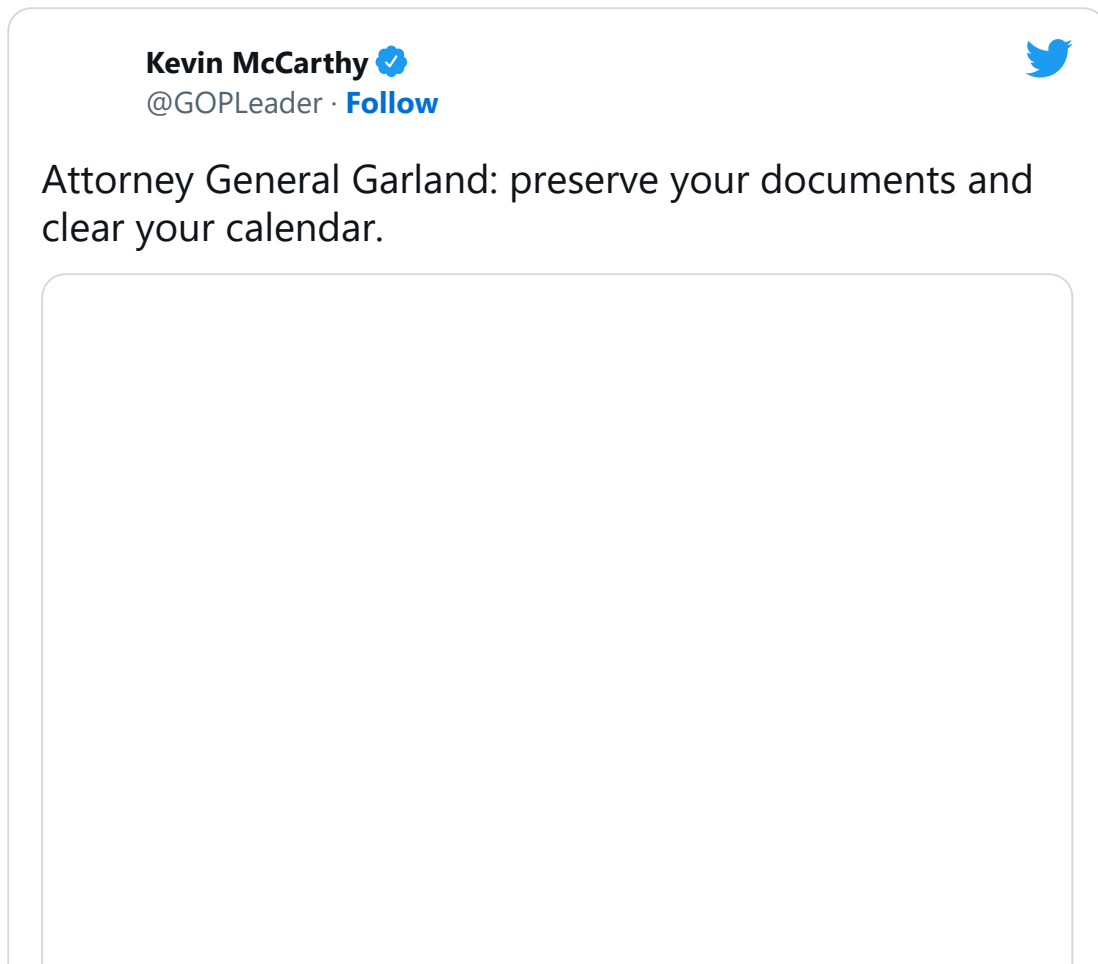 Kevin McCarthy
@GOPLeader · Follow
Attorney General Garland: preserve your documents and
clear your calendar.